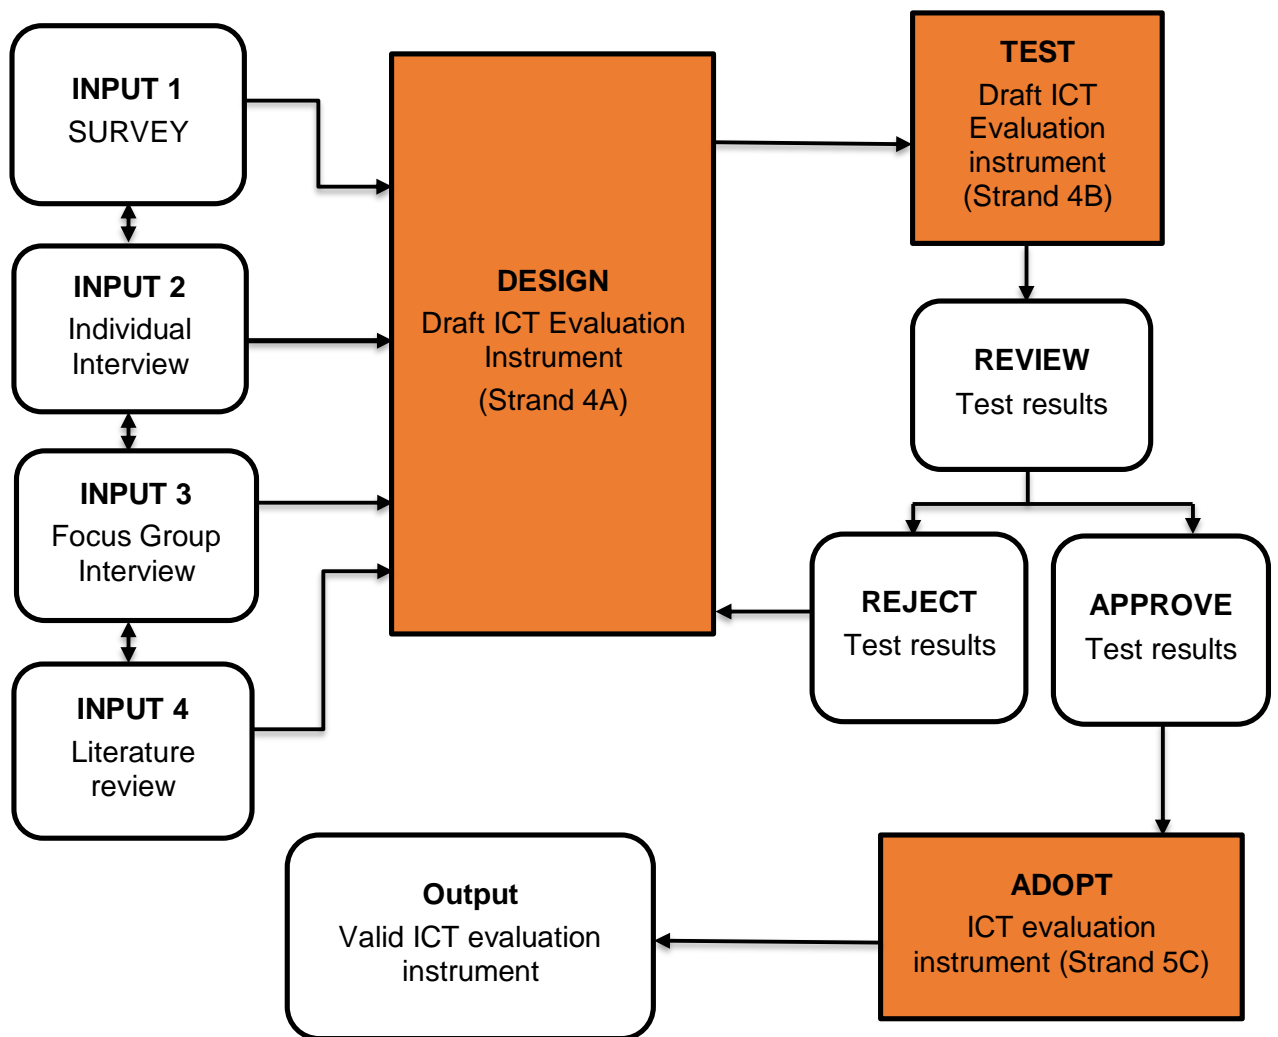 INPUT 1
SURVEY
INPUT 2
Individual
Interview
INPUT 3
Focus Group
Interview
INPUT 4
Literature
review
DESIGN
Draft ICT Evaluation
Instrument
(Strand 4A)
TEST
Draft ICT
Evaluation
instrument
(Strand 4B)
REVIEW
Test results
REJECT
Test results
APPROVE
Test results
ADOPT
ICT evaluation
instrument (Strand 5C)
Output
Valid ICT evaluation
instrument